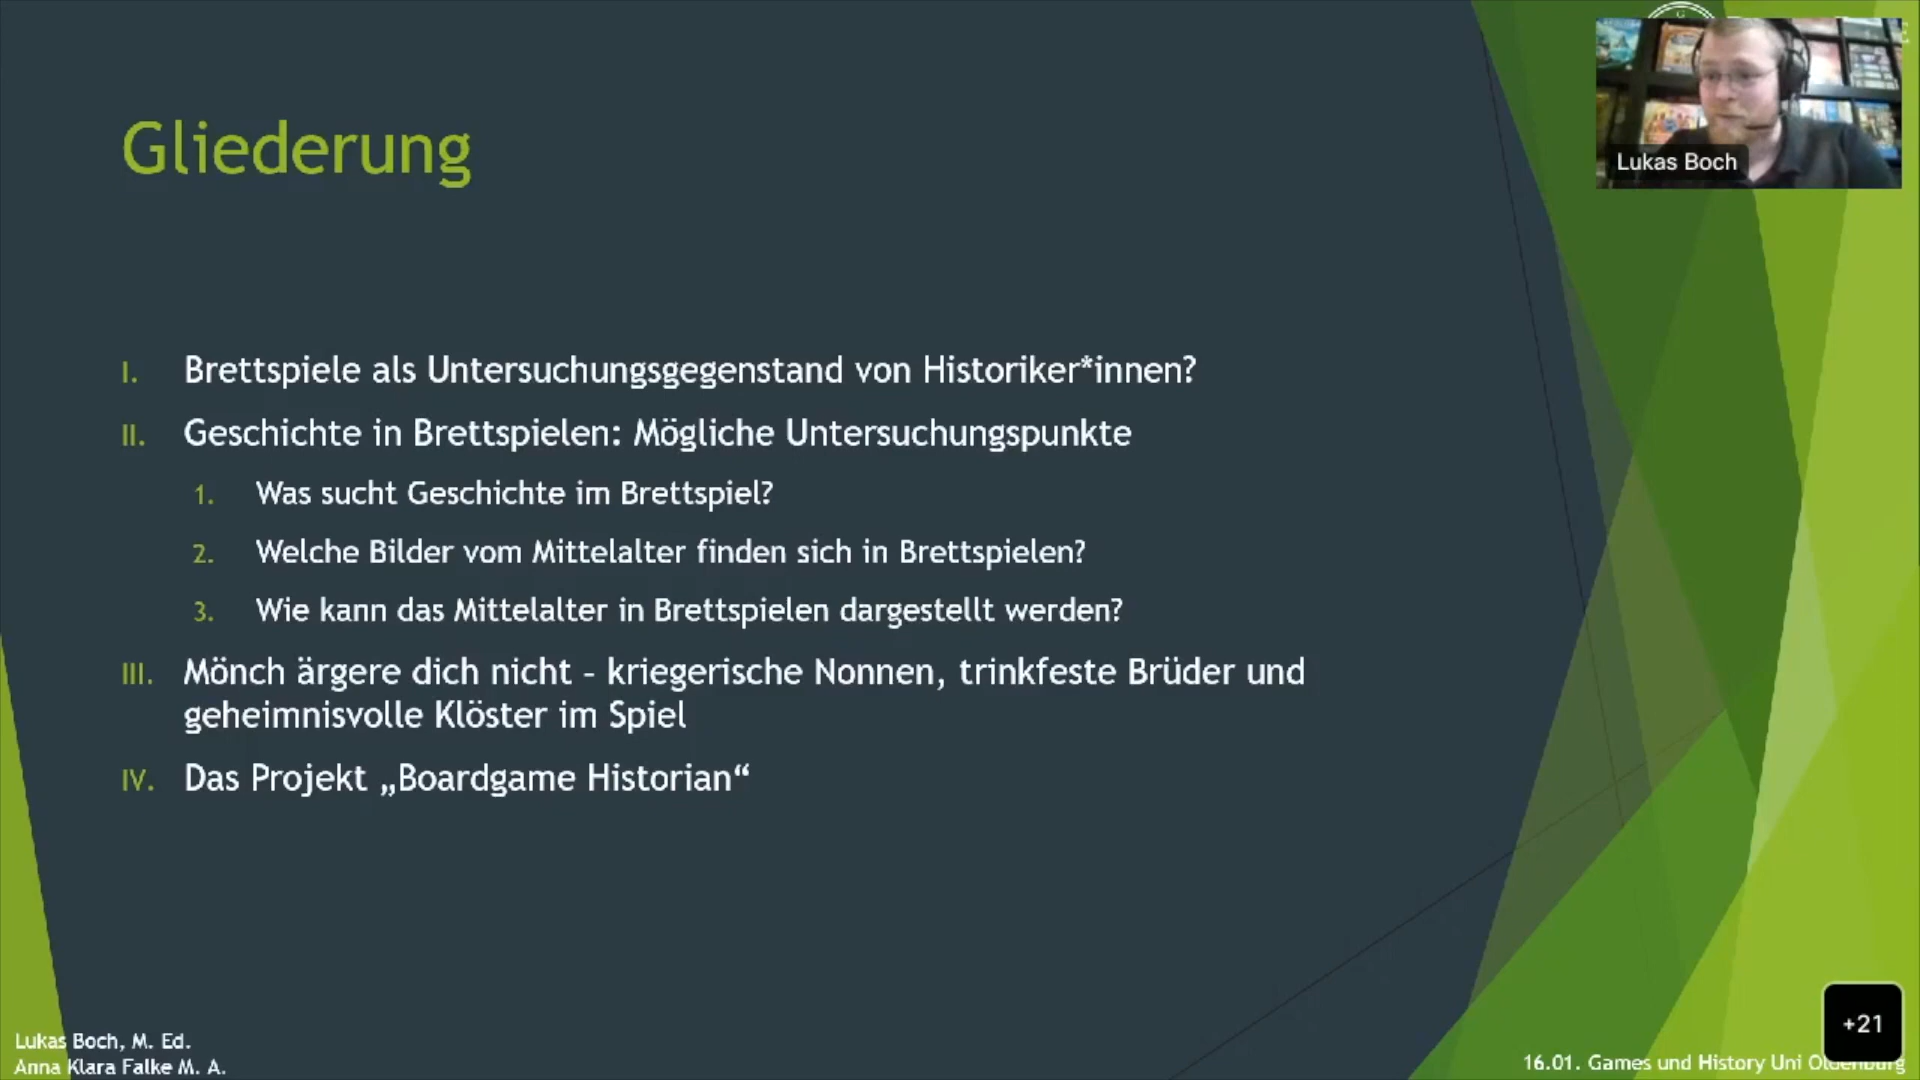 Gliederung
Lukas Boch
I. Brettspiele als Untersuchungsgegenstand von Historiker*innen?
II. Geschichte in Brettspielen: Mögliche Untersuchungspunkte
1. Was sucht Geschichte im Brettspiel?
2. Welche Bilder vom Mittelalter finden sich in Brettspielen?
3. Wie kann das Mittelalter in Brettspielen dargestellt werden?
III. Mönch ärgere dich nicht – kriegerische Nonnen, trinkfeste Brüder und
geheimnisvolle Klöster im Spiel
IV. Das Projekt „Boardgame Historian“
+21
Lukas Boch, M. Ed.
Anna Klara Falke M. A.
16.01. Games und History Uni Oldenburg